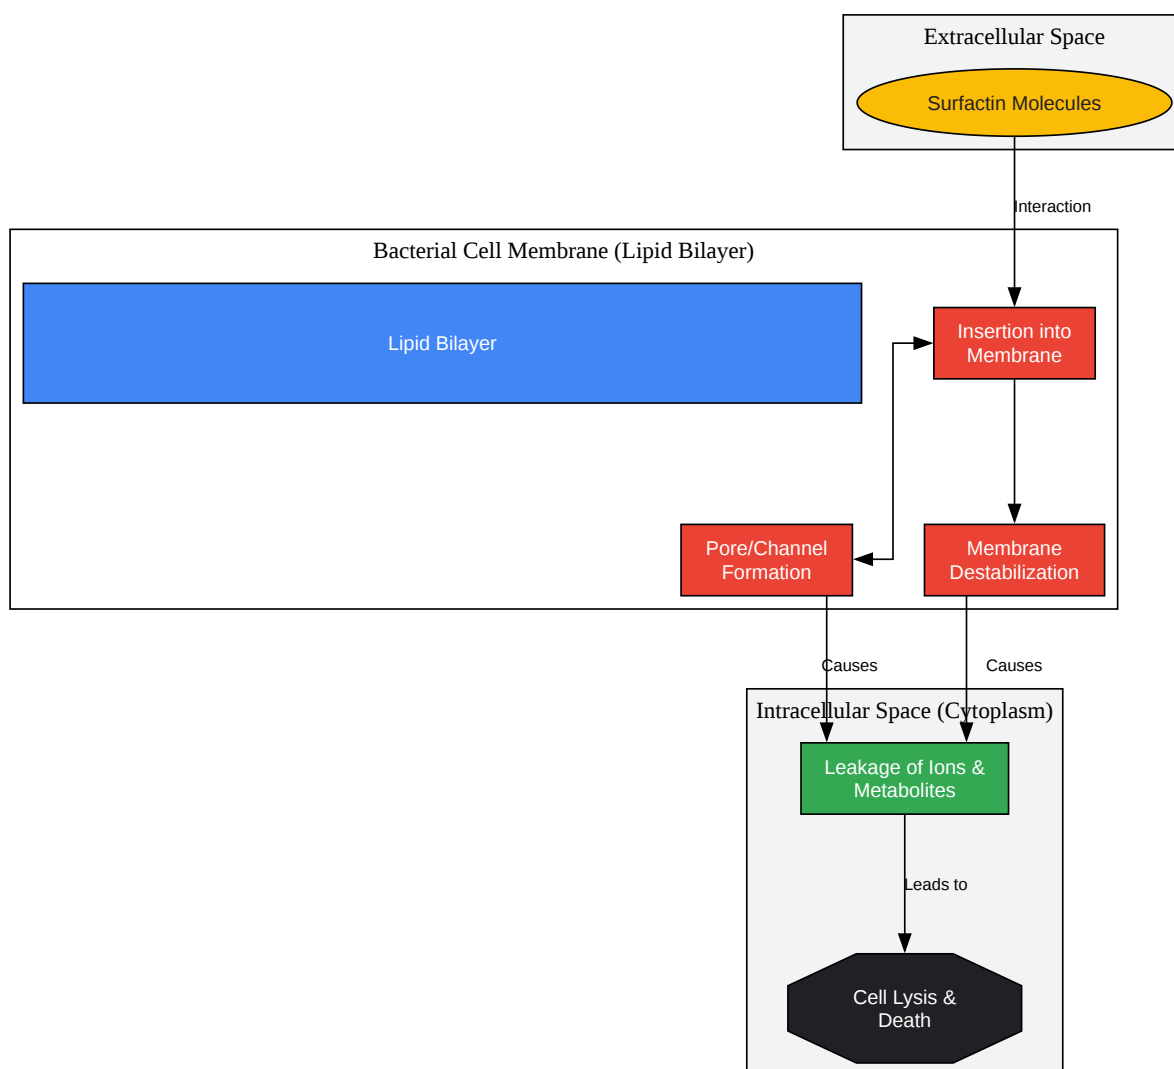 Extracellular Space
Surfactin Molecules
Interaction
Bacterial Cell Membrane (Lipid Bilayer)
Lipid Bilayer
Insertion into
Membrane
Pore/Channel
Formation
Membrane
Destabilization
Causes
Causes
Intracellular Space (Cytoplasm)
Leakage of Ions &
Metabolites
Leads to
Cell Lysis &
Death